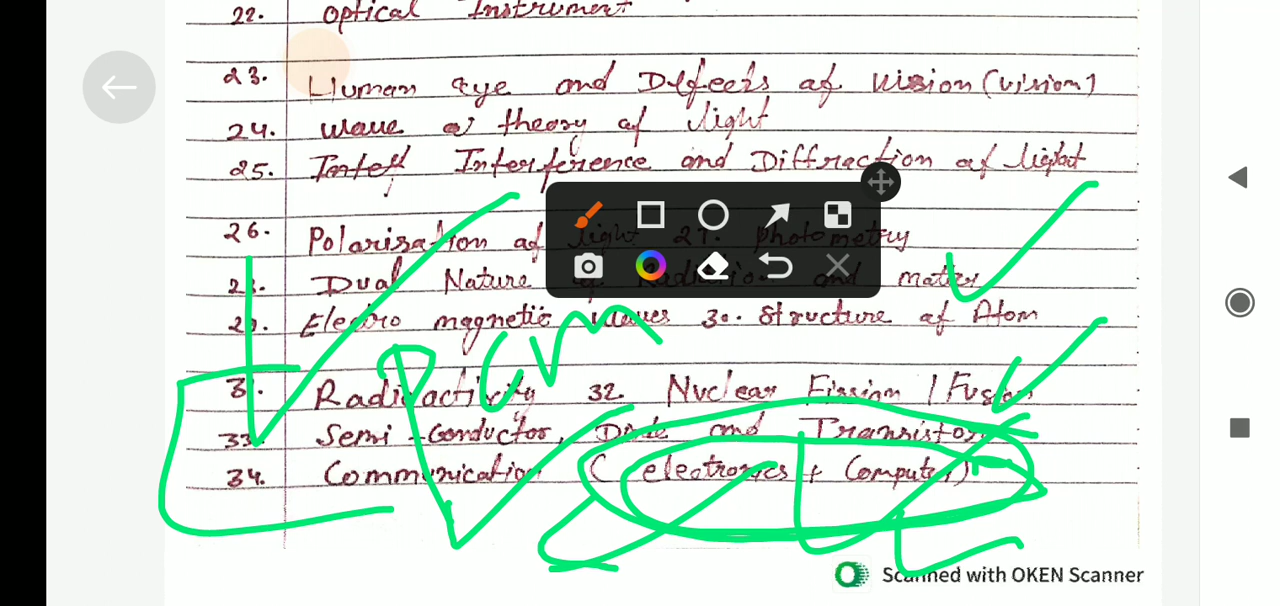 22. Optical Instrument
23. Human Eye and Defects of Vision (vision)
24. Wave theory of light
25. Interference and Diffraction of light
26. Polarisation of light 27. Photometry
28. Dual Nature of Radiation and matter
29. Electro magnetic Waves 30. Structure of Atom
31. Radioactivity 32. Nuclear Fission / Fusion
33. Semi-Conductor, Diode and Transistor
34. Communication (electronics + Computer)
Scanned with OKEN Scanner